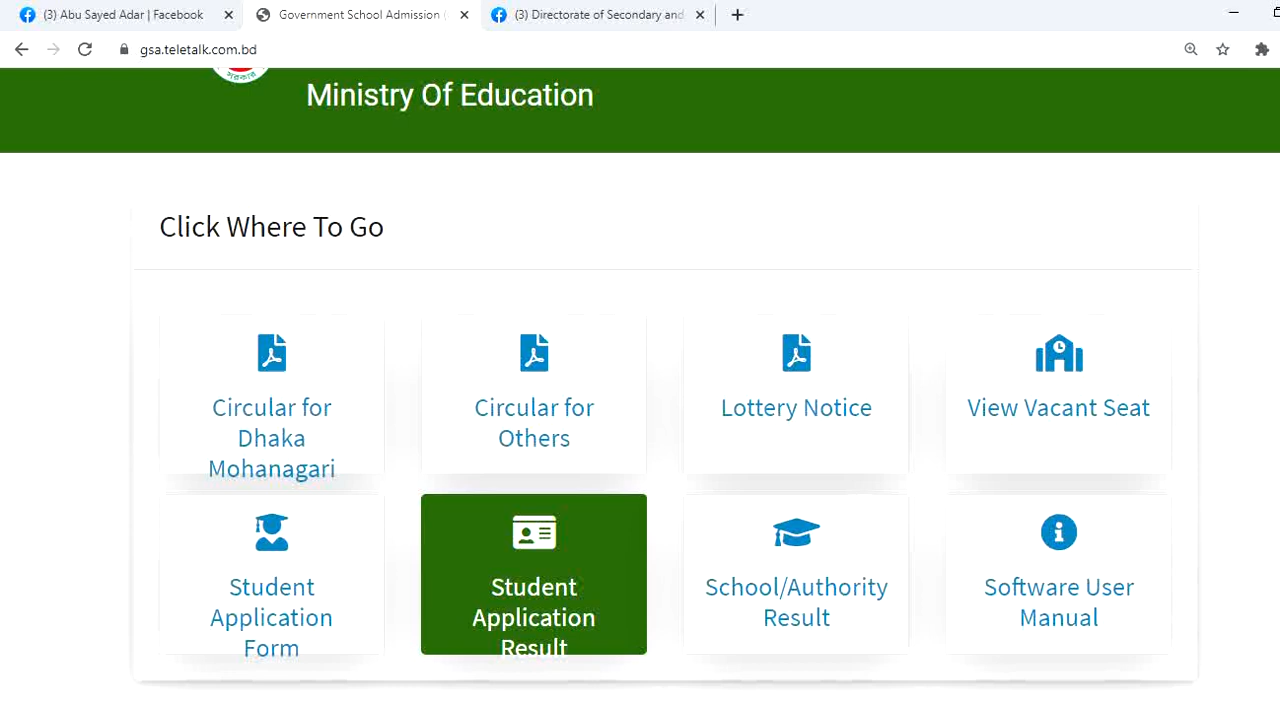 (3) Abu Sayed Adar | Facebook
Government School Admission (
(3) Directorate of Secondary and
gsa.teletalk.com.bd
সরকার
Ministry Of Education
Click Where To Go
Circular for
Dhaka
Mohanagari
Circular for
Others
Lottery Notice
View Vacant Seat
Student
Application
Form
Student
Application
Result
School/Authority
Result
Software User
Manual